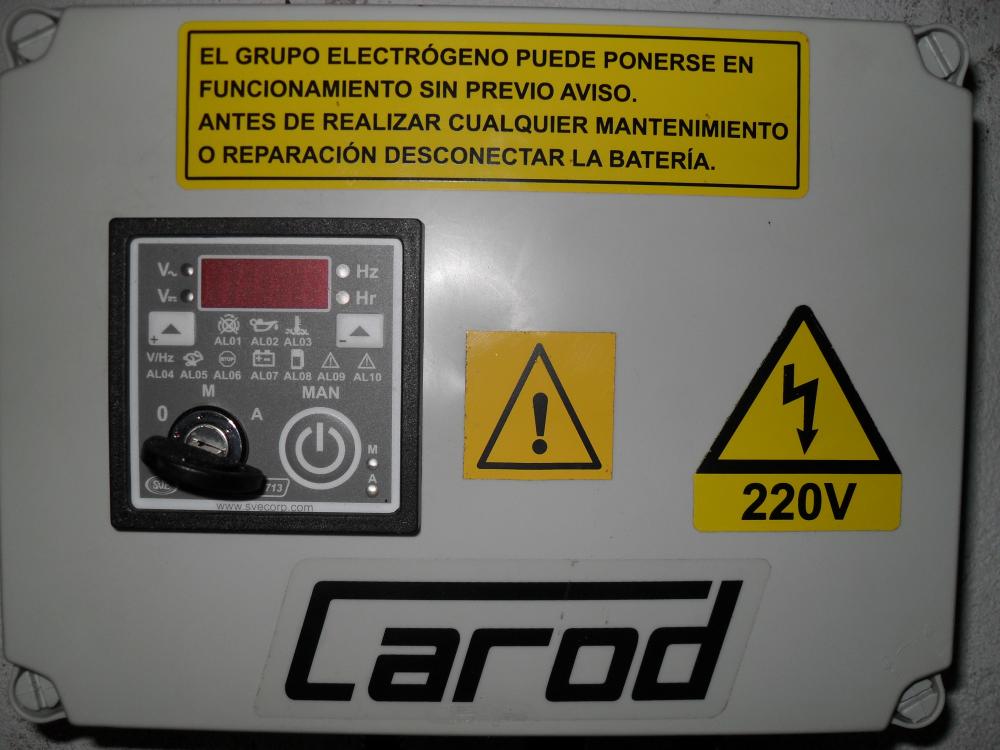 EL GRUPO ELECTRÓGENO PUEDE PONERSE EN
FUNCIONAMIENTO SIN PREVIO AVISO.
ANTES DE REALIZAR CUALQUIER MANTENIMIENTO
O REPARACIÓN DESCONECTAR LA BATERÍA.
V~ Hz
V⎓ Hr
+ -
AL01 AL02 AL03
V/Hz STOP
AL04 AL05 AL06 AL07 AL08 AL09 AL10
M MAN
0 A
M
A
713
www.svecorp.com
220V
Carod